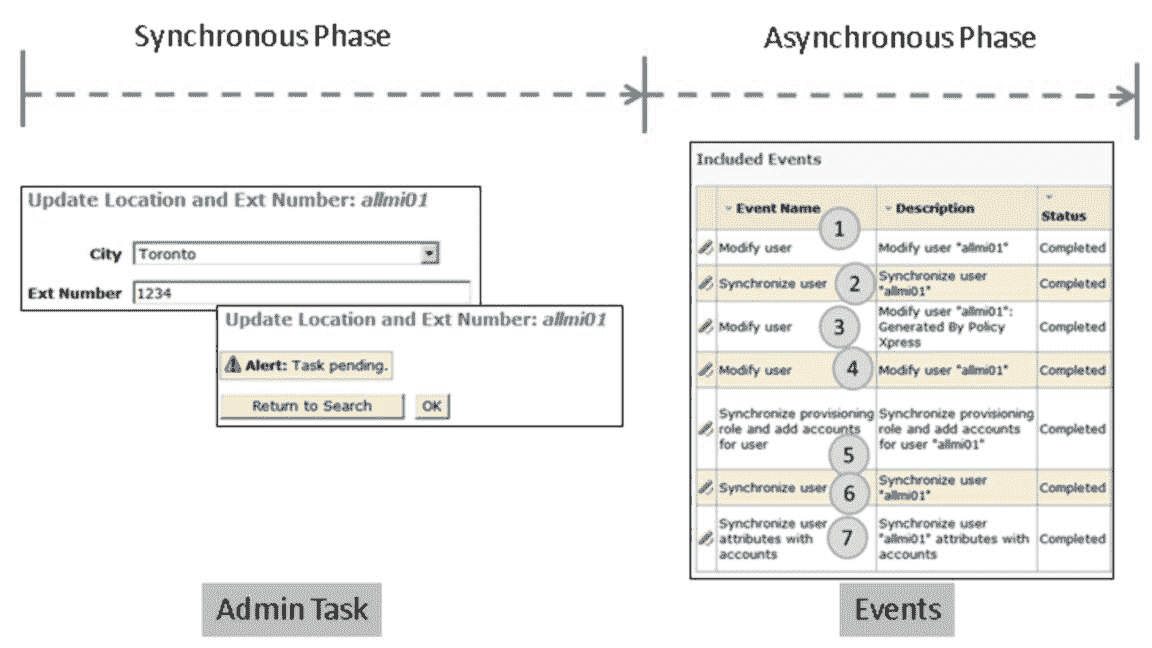 Synchronous Phase
Asynchronous Phase
Update Location and Ext Number: allmi01
City
Toronto
Ext Number
1234
Update Location and Ext Number: allmi01
Alert: Task pending.
Return to Search
OK
Admin Task
Included Events
Event Name
Description
Status
1
Modify user
Modify user "allmi01"
Completed
Synchronize user
2
Synchronize user
"allmi01"
Completed
Modify user
3
Modify user "allmi01":
Generated By Policy
Xpress
Completed
Modify user
4
Modify user "allmi01"
Completed
Synchronize provisioning
role and add accounts
for user
5
Synchronize provisioning
role and add accounts
for user "allmi01"
Completed
Synchronize user
6
Synchronize user
"allmi01"
Completed
Synchronize user
attributes with
accounts
7
Synchronize user
"allmi01" attributes with
accounts
Completed
Events